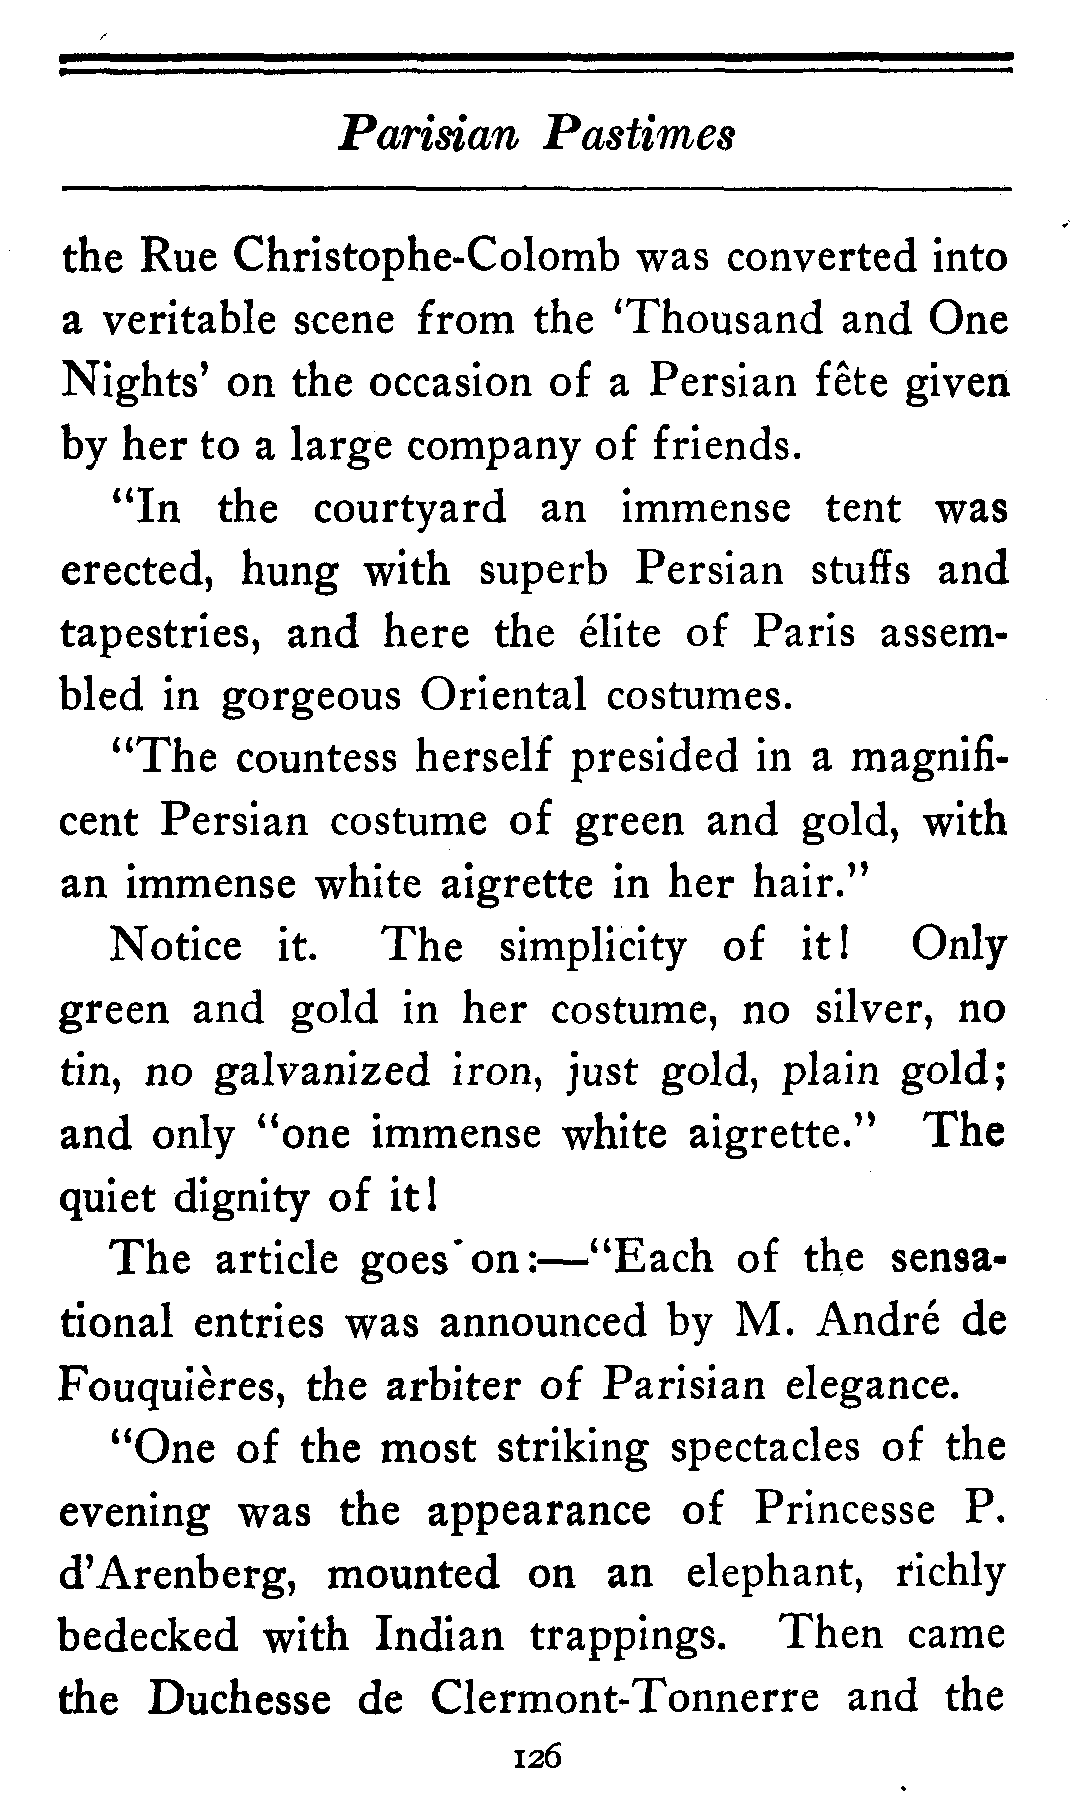 Parisian Pastimes
the Rue Christophe-Colomb was converted into
a veritable scene from the ‘Thousand and One
Nights’ on the occasion of a Persian fête given
by her to a large company of friends.
“In the courtyard an immense tent was
erected, hung with superb Persian stuffs and
tapestries, and here the élite of Paris assem-
bled in gorgeous Oriental costumes.
“The countess herself presided in a magnifi-
cent Persian costume of green and gold, with
an immense white aigrette in her hair.”
Notice it. The simplicity of it! Only
green and gold in her costume, no silver, no
tin, no galvanized iron, just gold, plain gold;
and only “one immense white aigrette.” The
quiet dignity of it!
The article goes on:—“Each of the sensa-
tional entries was announced by M. André de
Fouquières, the arbiter of Parisian elegance.
“One of the most striking spectacles of the
evening was the appearance of Princesse P.
d’Arenberg, mounted on an elephant, richly
bedecked with Indian trappings. Then came
the Duchesse de Clermont-Tonnerre and the
126